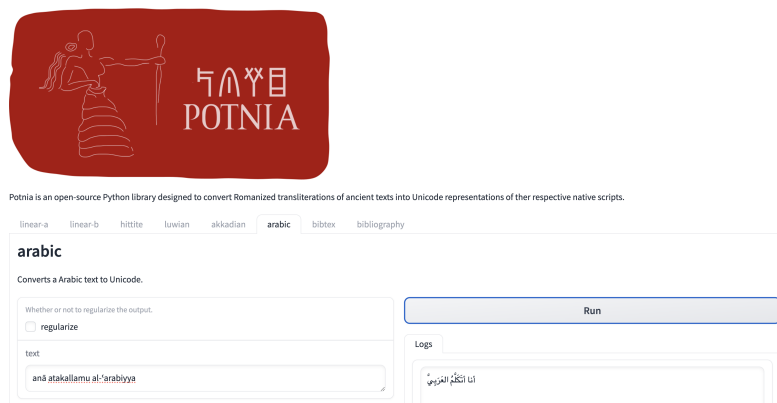 𐀡𐀴𐀛𐀊
POTNIA
Potnia is an open-source Python library designed to convert Romanized transliterations of ancient texts into Unicode representations of ther respective native scripts.
linear-a linear-b hittite luwian akkadian arabic bibtex bibliography
arabic
Converts a Arabic text to Unicode.
Whether or not to regularize the output.
regularize
text
anā atakallamu al-ʿarabiyya
Run
Logs
اَنا اَتَكَلَّمُ العَرَبِيَّ